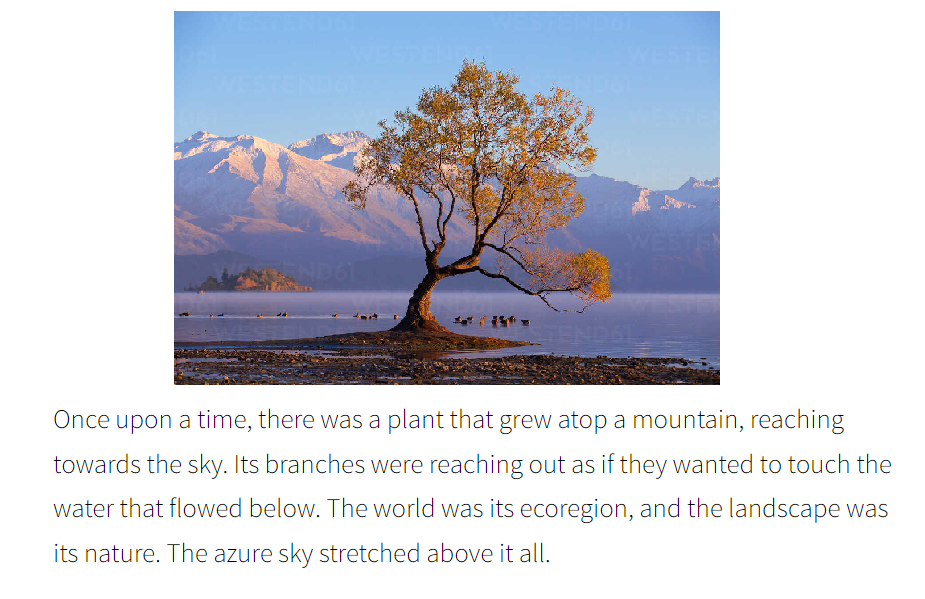 WESTEND61
Once upon a time, there was a plant that grew atop a mountain, reaching
towards the sky. Its branches were reaching out as if they wanted to touch the
water that flowed below. The world was its ecoregion, and the landscape was
its nature. The azure sky stretched above it all.